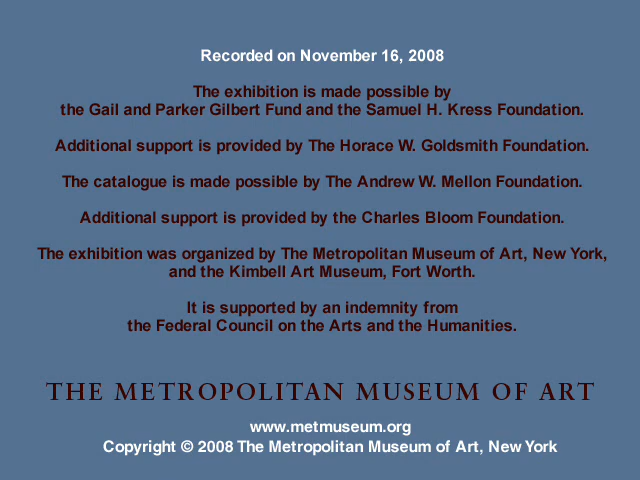 Recorded on November 16, 2008
The exhibition is made possible by
the Gail and Parker Gilbert Fund and the Samuel H. Kress Foundation.
Additional support is provided by The Horace W. Goldsmith Foundation.
The catalogue is made possible by The Andrew W. Mellon Foundation.
Additional support is provided by the Charles Bloom Foundation.
The exhibition was organized by The Metropolitan Museum of Art, New York,
and the Kimbell Art Museum, Fort Worth.
It is supported by an indemnity from
the Federal Council on the Arts and the Humanities.
THE METROPOLITAN MUSEUM OF ART
www.metmuseum.org
Copyright © 2008 The Metropolitan Museum of Art, New York